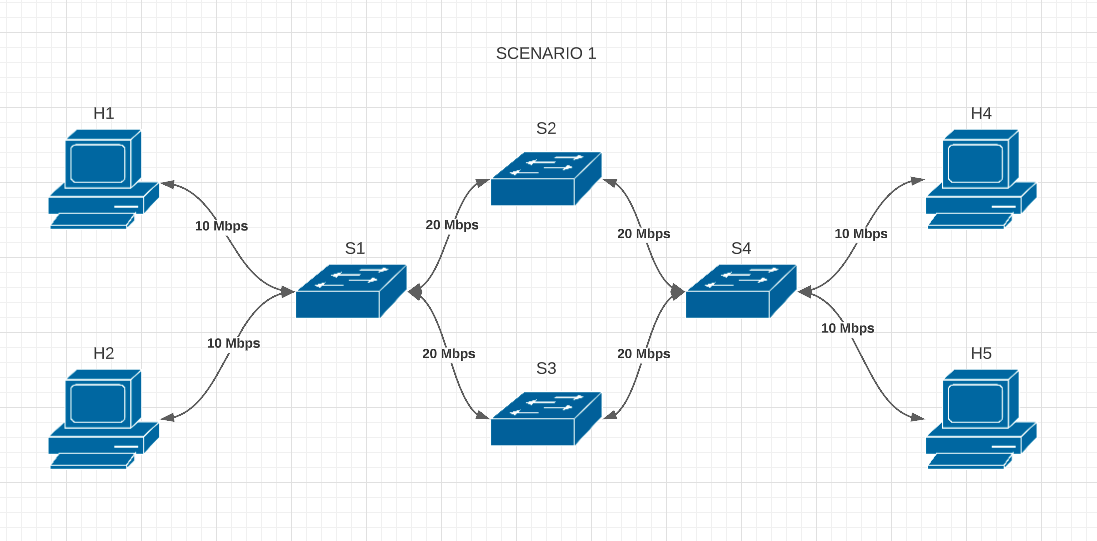 SCENARIO 1
H1
H4
S2
10 Mbps
20 Mbps
20 Mbps
10 Mbps
S1
S4
10 Mbps
20 Mbps
20 Mbps
10 Mbps
H2
S3
H5